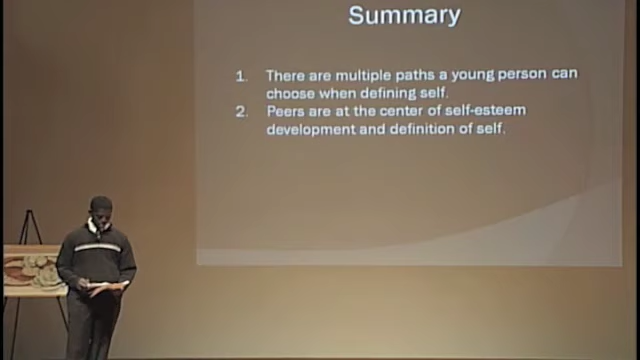 Summary
1. There are multiple paths a young person can
choose when defining self.
2. Peers are at the center of self-esteem
development and definition of self.